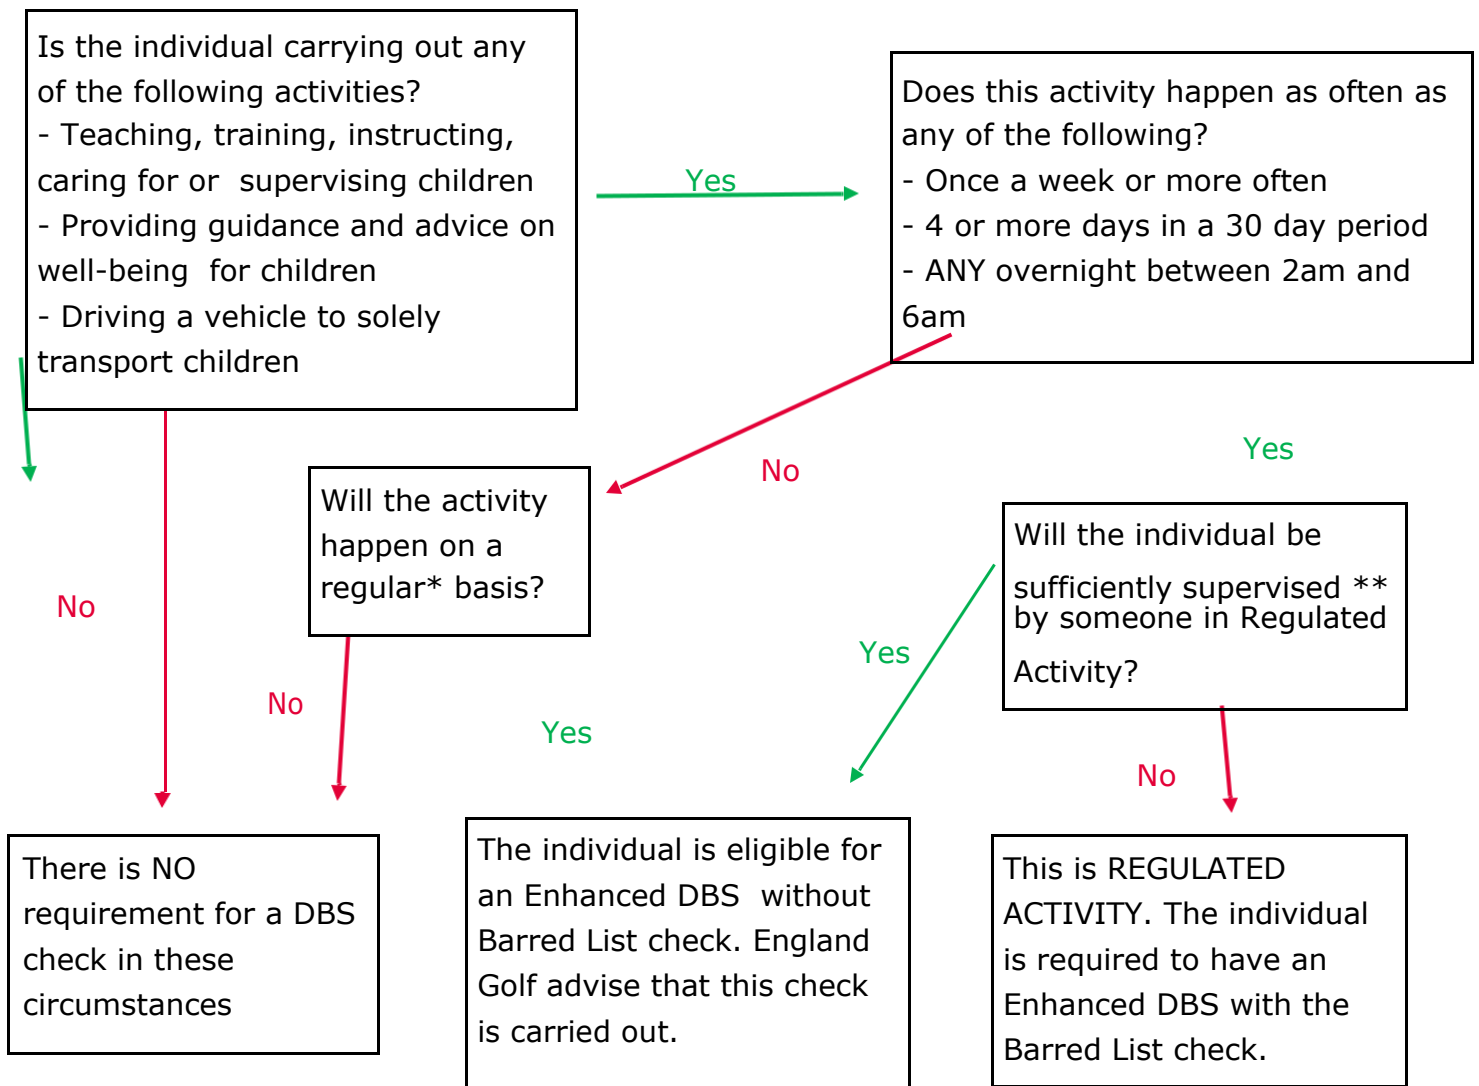 Is the individual carrying out any
of the following activities?
- Teaching, training, instructing,
caring for or supervising children
- Providing guidance and advice on
well-being for children
- Driving a vehicle to solely
transport children
Yes
Does this activity happen as often as
any of the following?
- Once a week or more often
- 4 or more days in a 30 day period
- ANY overnight between 2am and
6am
No
Yes
Will the activity
happen on a
regular* basis?
Will the individual be
sufficiently supervised **
by someone in Regulated
Activity?
No
No
Yes
Yes
No
There is NO
requirement for a DBS
check in these
circumstances
The individual is eligible for
an Enhanced DBS without
Barred List check. England
Golf advise that this check
is carried out.
This is REGULATED
ACTIVITY. The individual
is required to have an
Enhanced DBS with the
Barred List check.